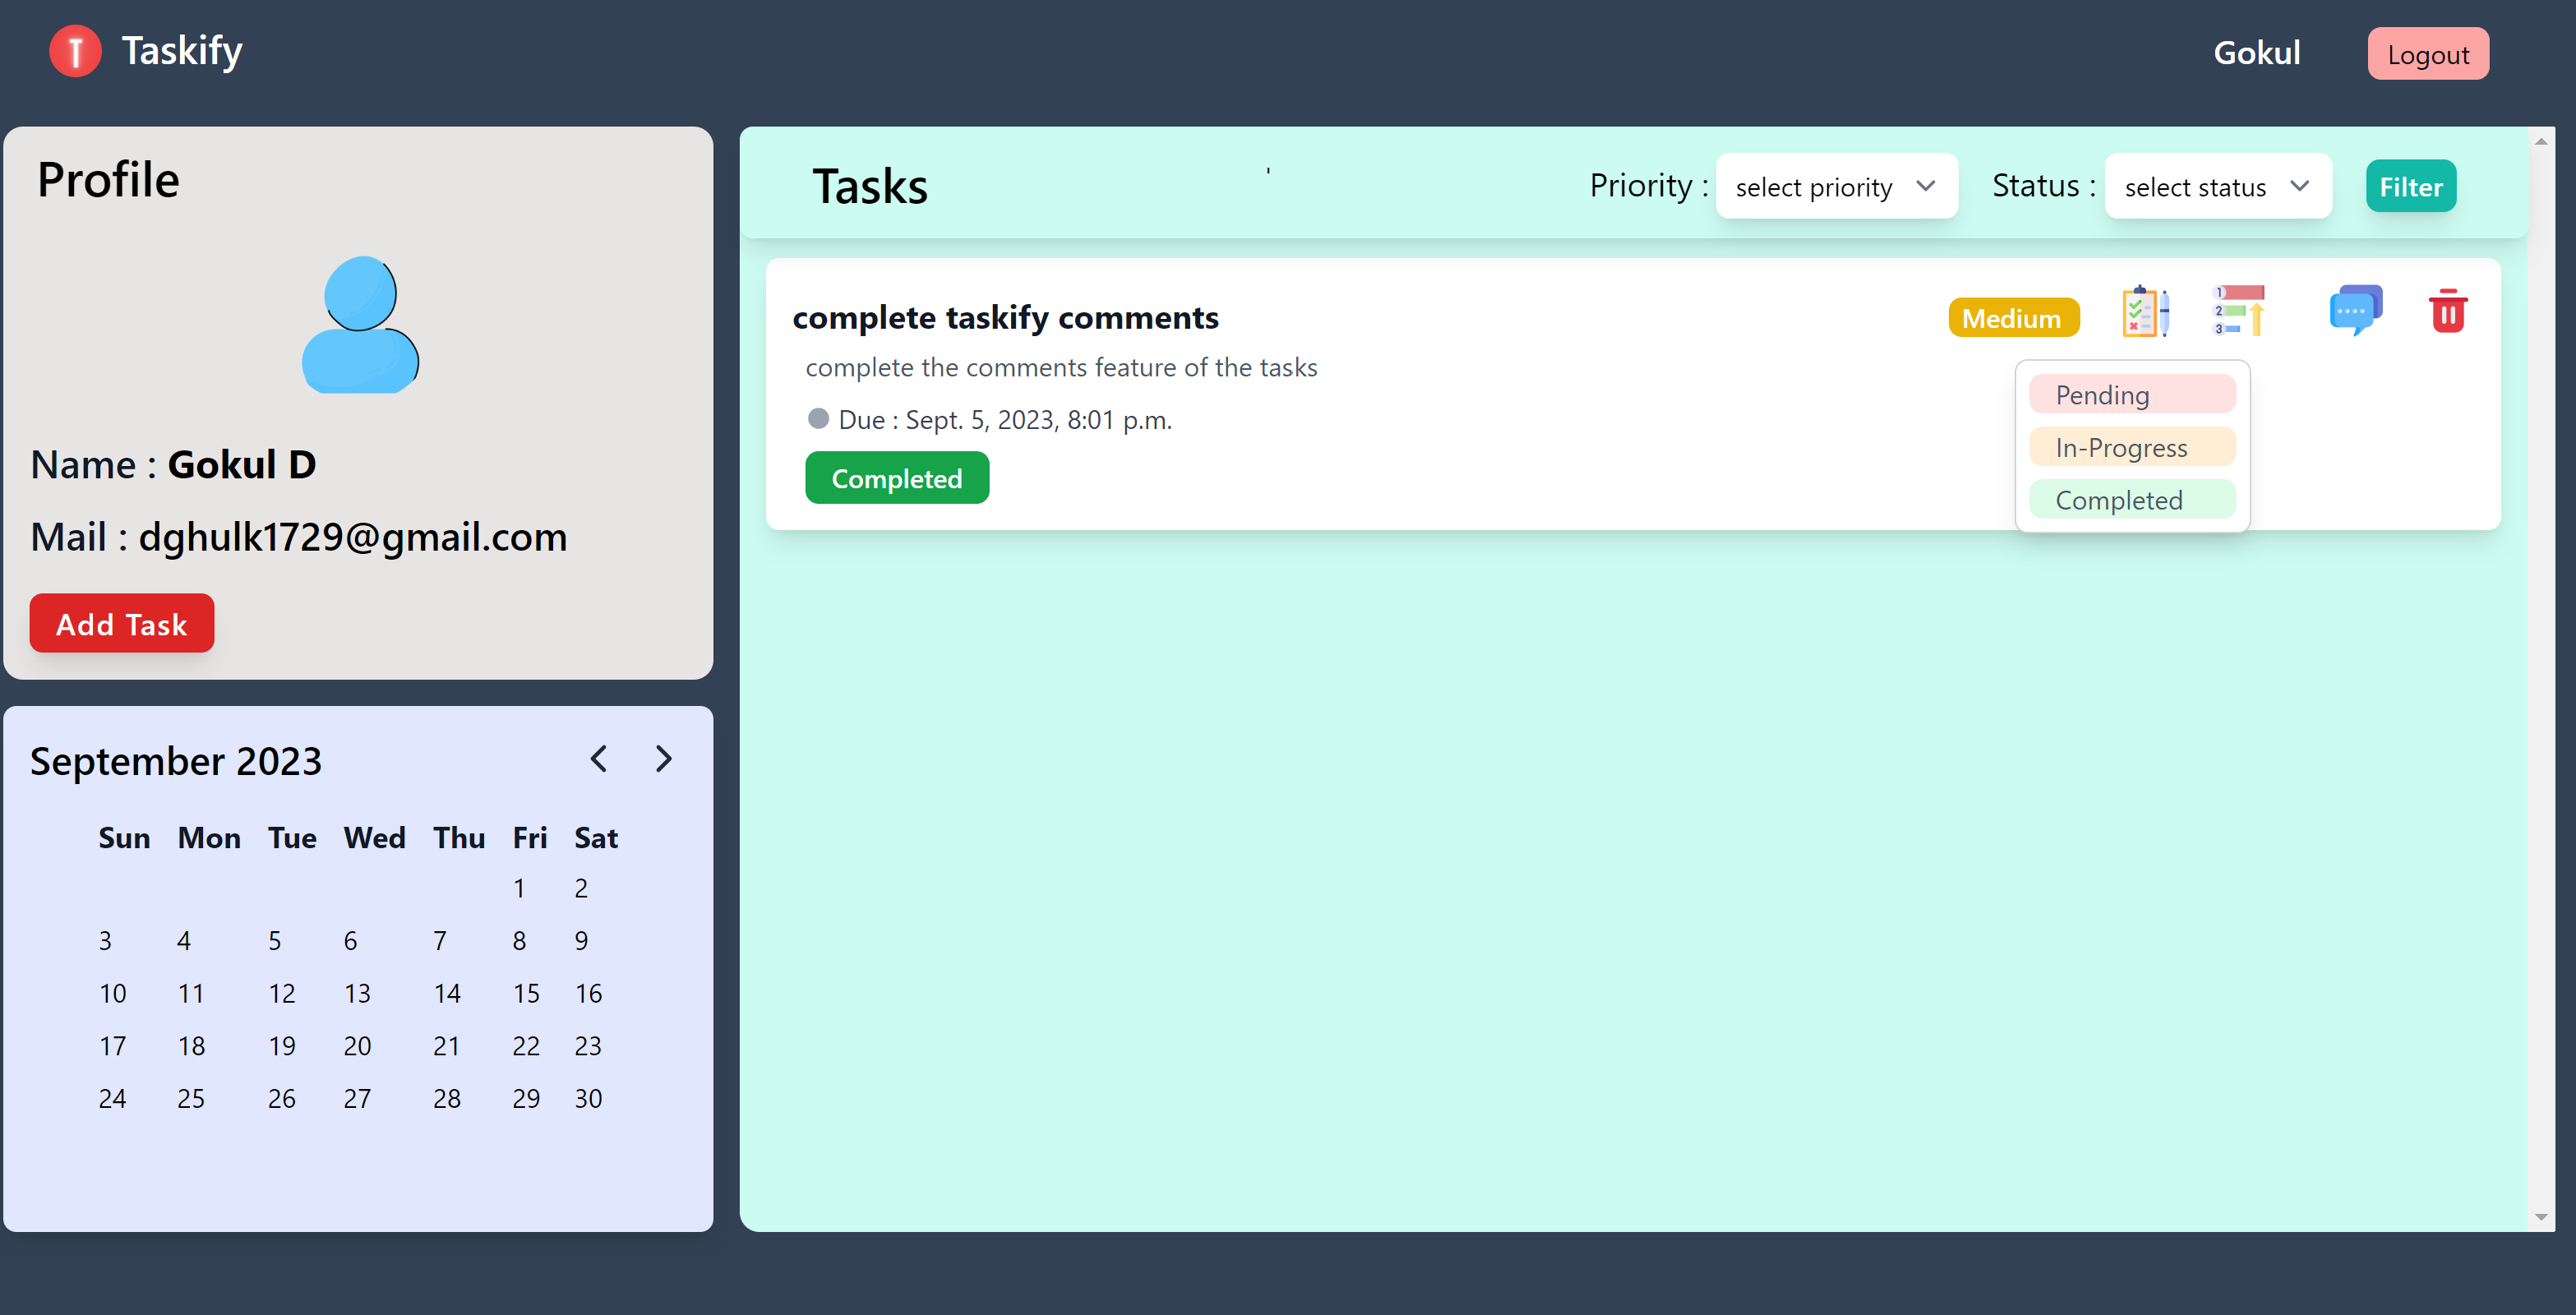 T Taskify
Gokul
Logout
Profile
Name : Gokul D
Mail : dghulk1729@gmail.com
Add Task
September 2023
Sun Mon Tue Wed Thu Fri Sat
1 2
3 4 5 6 7 8 9
10 11 12 13 14 15 16
17 18 19 20 21 22 23
24 25 26 27 28 29 30
Tasks
'
Priority : select priority
Status : select status
Filter
complete taskify comments
Medium
1
2
3
complete the comments feature of the tasks
Due : Sept. 5, 2023, 8:01 p.m.
Completed
Pending
In-Progress
Completed